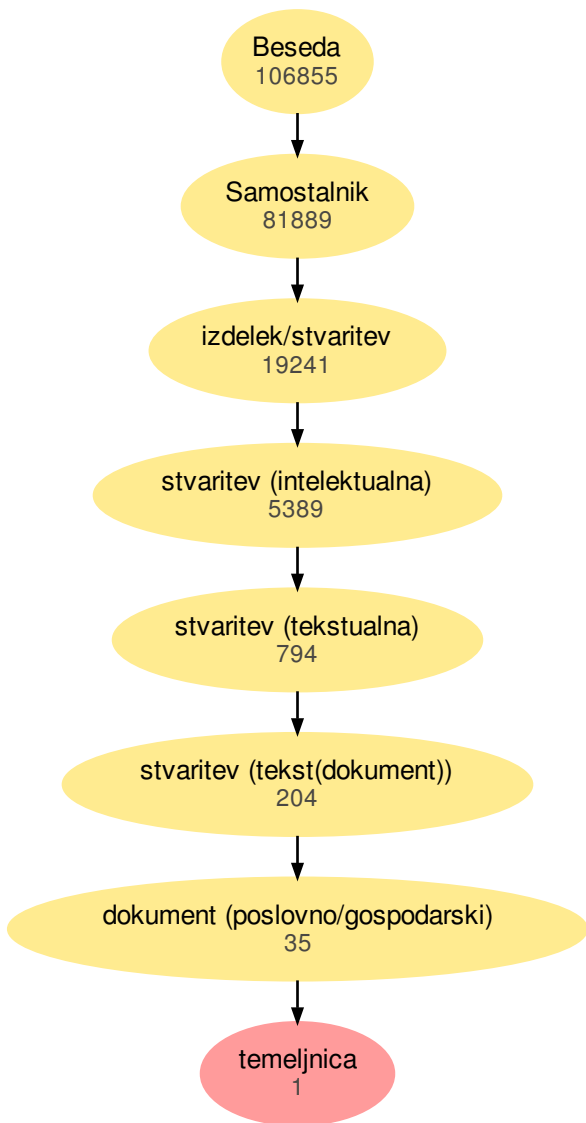 Beseda
106855
Samostalnik
81889
izdelek/stvaritev
19241
stvaritev (intelektualna)
5389
stvaritev (tekstualna)
794
stvaritev (tekst(dokument))
204
dokument (poslovno/gospodarski)
35
temeljnica
1